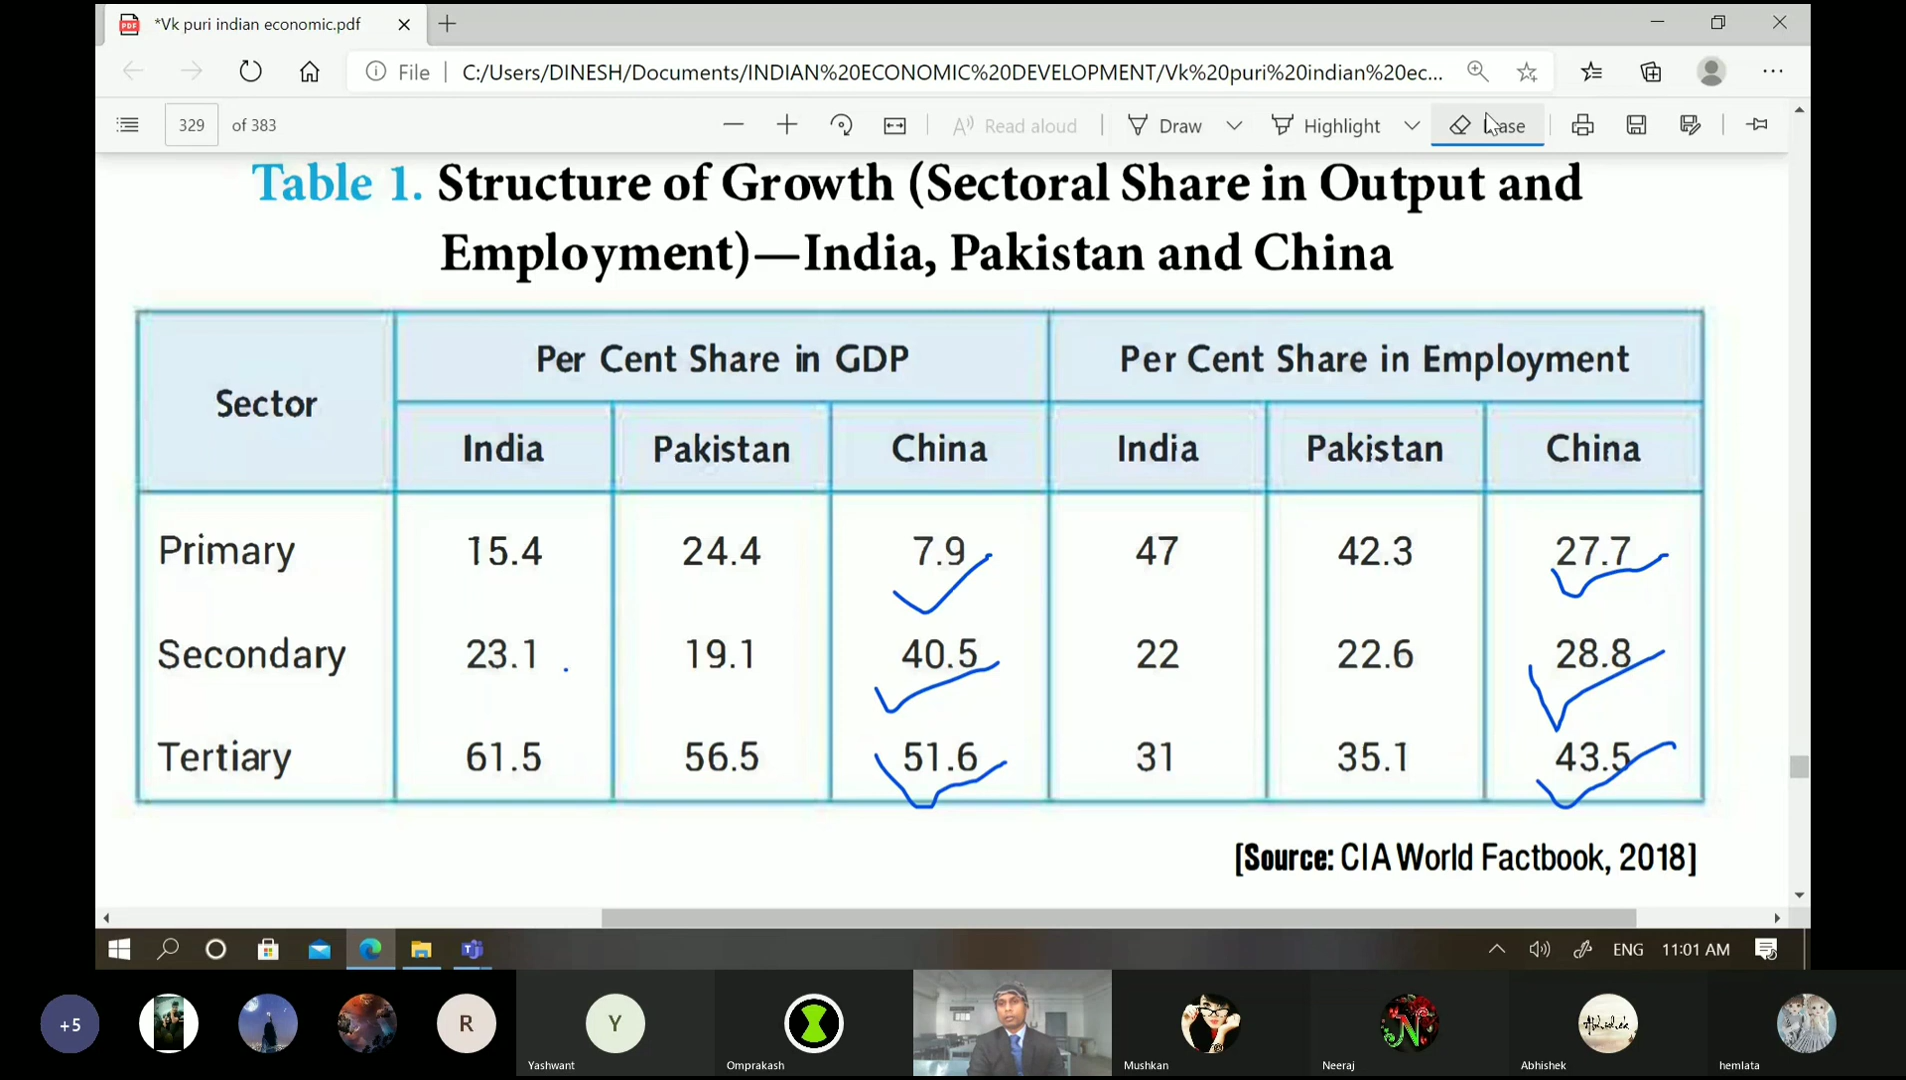 *Vk puri indian economic.pdf
File C:/Users/DINESH/Documents/INDIAN%20ECONOMIC%20DEVELOPMENT/Vk%20puri%20indian%20ec...
329 of 383 Read aloud Draw Highlight
Table 1. Structure of Growth (Sectoral Share in Output and
Employment)—India, Pakistan and China
Sector Per Cent Share in GDP Per Cent Share in Employment
India Pakistan China India Pakistan China
Primary 15.4 24.4 7.9 47 42.3 27.7
Secondary 23.1 19.1 40.5 22 22.6 28.8
Tertiary 61.5 56.5 51.6 31 35.1 43.5
[Source: CIA World Factbook, 2018]
ENG 11:01 AM
+5 R Y N
Yashwant Omprakash Mushkan Neeraj Abhishek hemlata